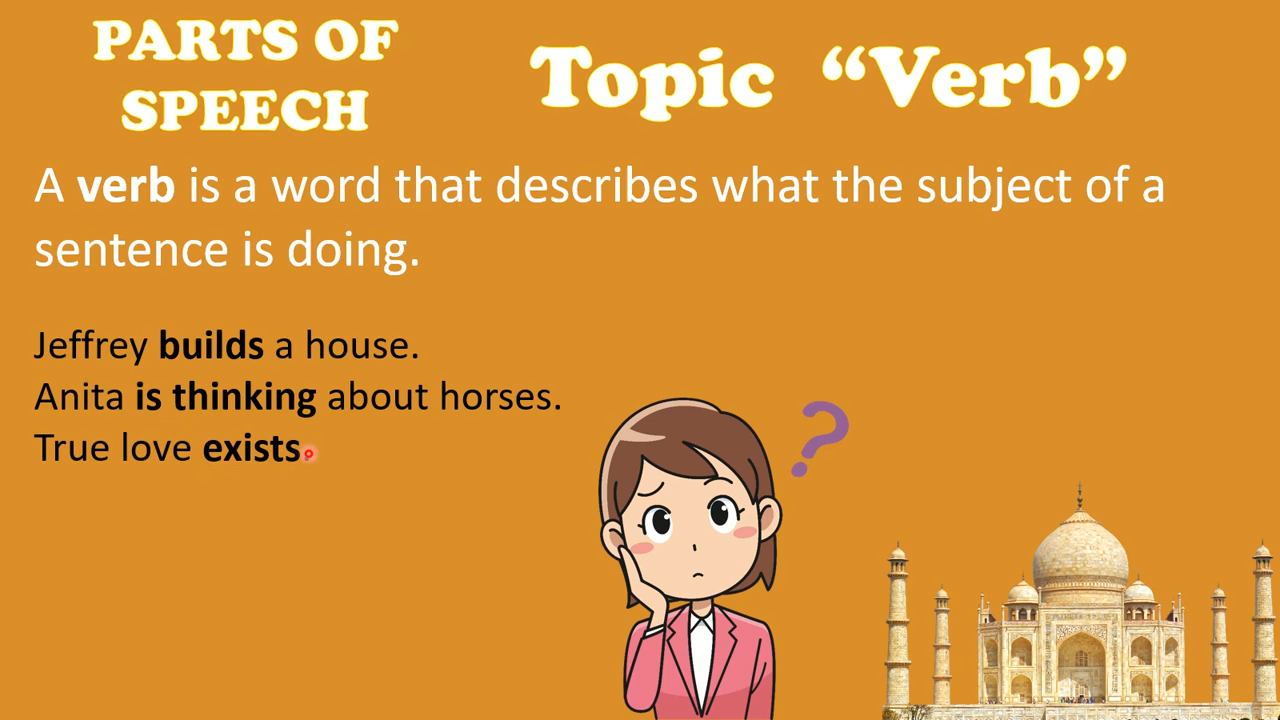 PARTS OF
SPEECH
Topic “Verb”
A verb is a word that describes what the subject of a
sentence is doing.
Jeffrey builds a house.
Anita is thinking about horses.
True love exists.
?